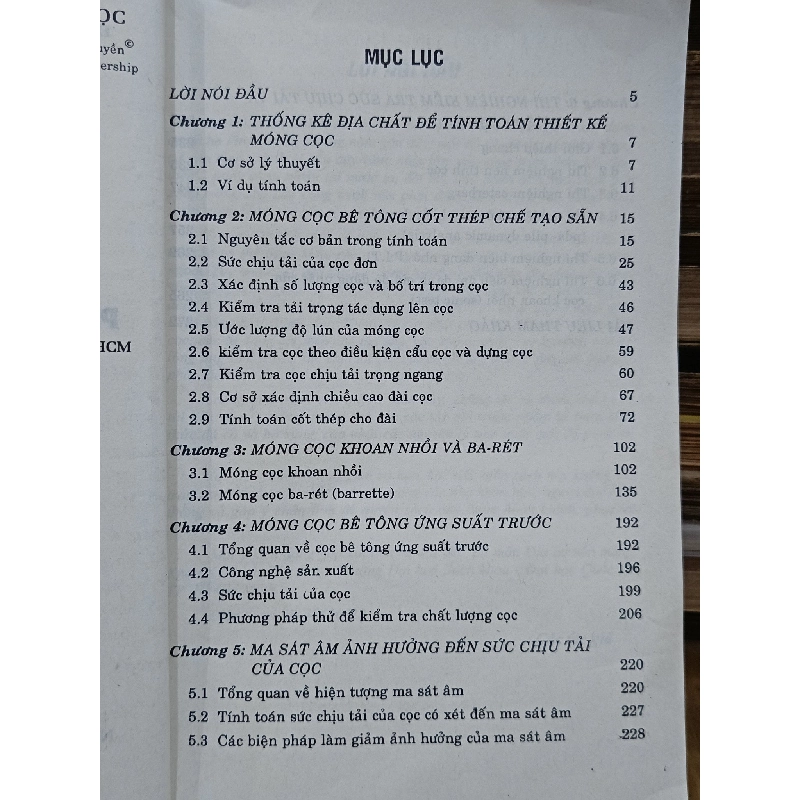 ỌC
uyền©
ership
HCM
MỤC LỤC
LỜI NÓI ĐẦU 5
Chương 1: THỐNG KÊ ĐỊA CHẤT ĐỂ TÍNH TOÁN THIẾT KẾ
MÓNG CỌC 7
1.1 Cơ sở lý thuyết 7
1.2 Ví dụ tính toán 11
Chương 2: MÓNG CỌC BÊ TÔNG CỐT THÉP CHẾ TẠO SẴN 15
2.1 Nguyên tắc cơ bản trong tính toán 15
2.2 Sức chịu tải của cọc đơn 25
2.3 Xác định số lượng cọc và bố trí trong cọc 43
2.4 Kiểm tra tải trọng tác dụng lên cọc 46
2.5 Ước lượng độ lún của móng cọc 47
2.6 kiểm tra cọc theo điều kiện cẩu cọc và dựng cọc 59
2.7 Kiểm tra cọc chịu tải trọng ngang 60
2.8 Cơ sở xác dịnh chiều cao đài cọc 67
2.9 Tính toán cốt thép cho đài 72
Chương 3: MÓNG CỌC KHOAN NHỒI VÀ BA-RÉT 102
3.1 Móng cọc khoan nhồi 102
3.2 Móng cọc ba-rét (barrette) 135
Chương 4: MÓNG CỌC BÊ TÔNG ỨNG SUẤT TRƯỚC 192
4.1 Tổng quan về cọc bê tông ứng suất trước 192
4.2 Công nghệ sản xuất 196
4.3 Sức chịu tải của cọc 199
4.4 Phương pháp thử để kiểm tra chất lượng cọc 206
Chương 5: MA SÁT ÂM ẢNH HƯỞNG ĐẾN SỨC CHỊU TẢI
CỦA CỌC 220
5.1 Tổng quan về hiện tượng ma sát âm 220
5.2 Tính toán sức chịu tải của cọc có xét đến ma sát âm 227
5.3 Các biện pháp làm giảm ảnh hưởng của ma sát âm 228